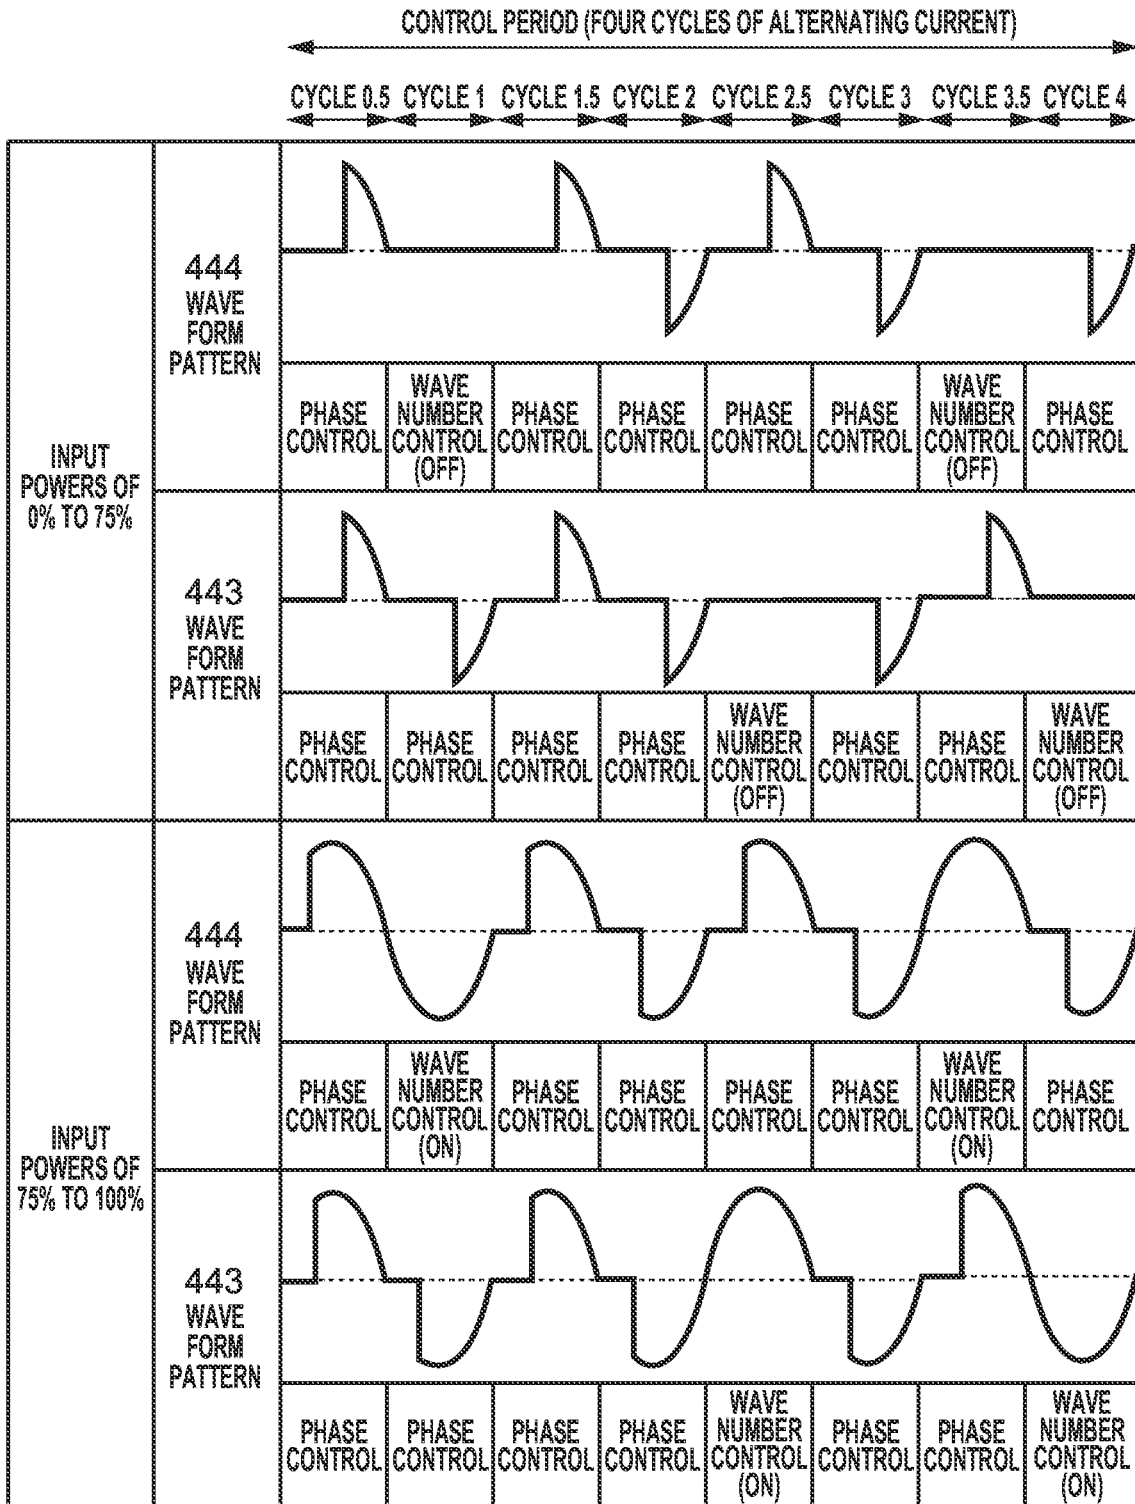 CONTROL PERIOD (FOUR CYCLES OF ALTERNATING CURRENT)
CYCLE 0.5 CYCLE 1 CYCLE 1.5 CYCLE 2 CYCLE 2.5 CYCLE 3 CYCLE 3.5 CYCLE 4
INPUT
POWERS OF
0% TO 75%
444
WAVE
FORM
PATTERN
PHASE
CONTROL
WAVE
NUMBER
CONTROL
(OFF)
PHASE
CONTROL
PHASE
CONTROL
PHASE
CONTROL
PHASE
CONTROL
WAVE
NUMBER
CONTROL
(OFF)
PHASE
CONTROL
443
WAVE
FORM
PATTERN
PHASE
CONTROL
PHASE
CONTROL
PHASE
CONTROL
PHASE
CONTROL
WAVE
NUMBER
CONTROL
(OFF)
PHASE
CONTROL
PHASE
CONTROL
WAVE
NUMBER
CONTROL
(OFF)
INPUT
POWERS OF
75% TO 100%
444
WAVE
FORM
PATTERN
PHASE
CONTROL
WAVE
NUMBER
CONTROL
(ON)
PHASE
CONTROL
PHASE
CONTROL
PHASE
CONTROL
PHASE
CONTROL
WAVE
NUMBER
CONTROL
(ON)
PHASE
CONTROL
443
WAVE
FORM
PATTERN
PHASE
CONTROL
PHASE
CONTROL
PHASE
CONTROL
PHASE
CONTROL
WAVE
NUMBER
CONTROL
(ON)
PHASE
CONTROL
PHASE
CONTROL
WAVE
NUMBER
CONTROL
(ON)